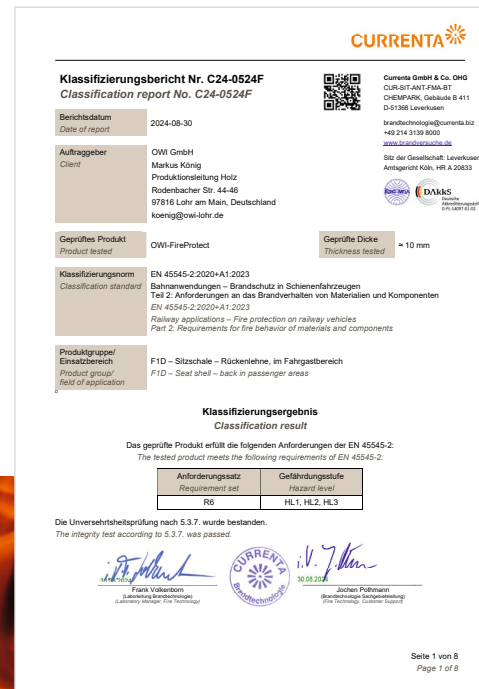 CURRENTA
Klassifizierungsbericht Nr. C24-0524F
Classification report No. C24-0524F
Currenta GmbH & Co. OHG
CUR-SIT-ANT-FMA-BT
CHEMPARK, Gebäude B 411
D-51368 Leverkusen
brandtechnologie@currenta.biz
+49 214 3139 8000
www.brandversuche.de
Sitz der Gesellschaft: Leverkusen
Amtsgericht Köln, HR A 20833
DAkkS
Deutsche
Akkreditierungsstelle
D-PL-14097-01-02
Berichtsdatum
Date of report
2024-08-30
Auftraggeber
Client
OWI GmbH
Markus König
Produktionsleitung Holz
Rodenbacher Str. 44-46
97816 Lohr am Main, Deutschland
koenig@owi-lohr.de
Geprüftes Produkt
Product tested
OWI-FireProtect
Geprüfte Dicke
Thickness tested
≈ 10 mm
Klassifizierungsnorm
Classification standard
EN 45545-2:2020+A1:2023
Bahnanwendungen – Brandschutz in Schienenfahrzeugen
Teil 2: Anforderungen an das Brandverhalten von Materialien und Komponenten
EN 45545-2:2020+A1:2023
Railway applications – Fire protection on railway vehicles
Part 2: Requirements for fire behavior of materials and components
Produktgruppe/
Einsatzbereich
Product group/
field of application
F1D – Sitzschale – Rückenlehne, im Fahrgastbereich
F1D – Seat shell – back in passenger areas
Klassifizierungsergebnis
Classification result
Das geprüfte Produkt erfüllt die folgenden Anforderungen der EN 45545-2:
The tested product meets the following requirements of EN 45545-2:
Anforderungssatz
Requirement set
Gefährdungsstufe
Hazard level
R6
HL1, HL2, HL3
Die Unversehrtsheitsprüfung nach 5.3.7. wurde bestanden.
The integrity test according to 5.3.7. was passed.
30.08.2024
CURRENTA
Brandtechnologie
Frank Volkenborn
(Laborleitung Brandtechnologie)
(Laboratory Manager, Fire Technology)
Jochen Pothmann
(Brandtechnologie Sachgebietsleitung)
(Fire Technology, Customer Support)
Seite 1 von 8
Page 1 of 8